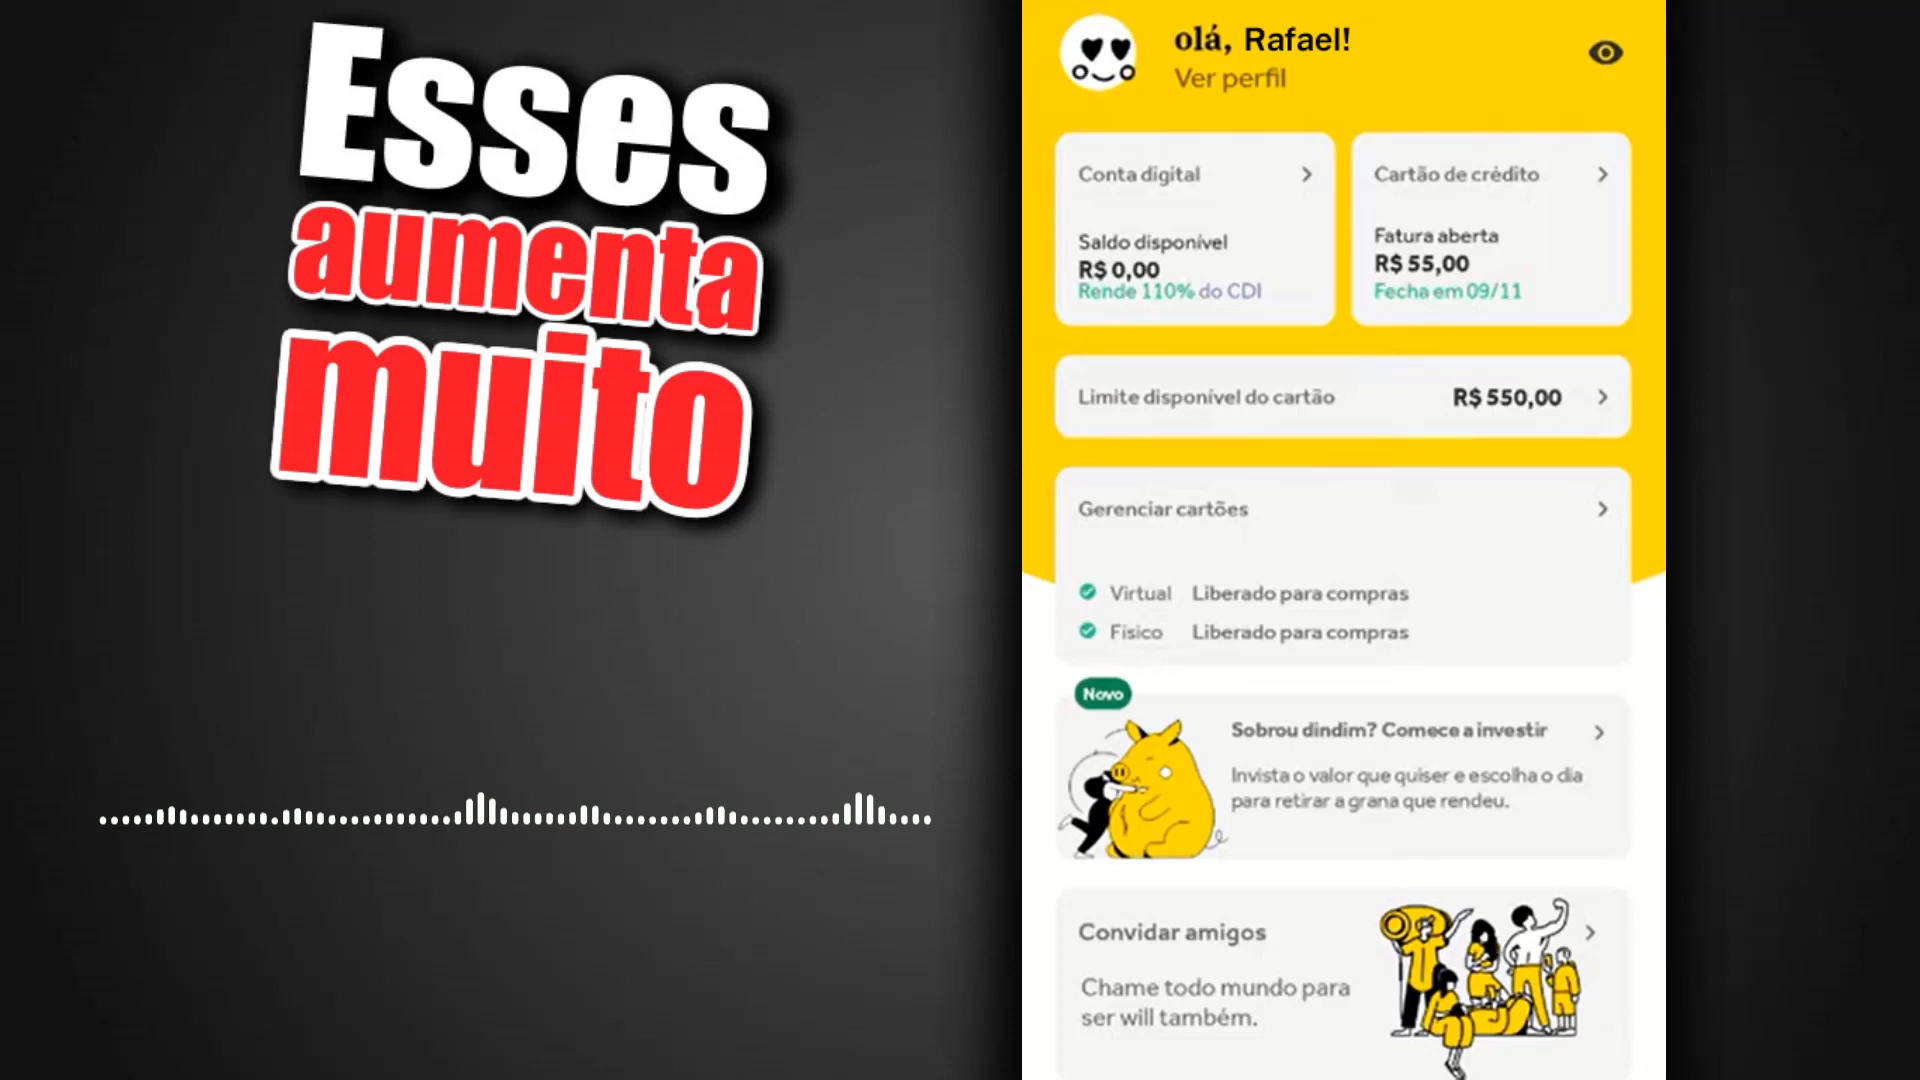 Esses
aumenta
muito
olá, Rafael!
Ver perfil
Conta digital
Saldo disponível
R$ 0,00
Rende 110% do CDI
Cartão de crédito
Fatura aberta
R$ 55,00
Fecha em 09/11
Limite disponível do cartão R$ 550,00
Gerenciar cartões
Virtual Liberado para compras
Físico Liberado para compras
Novo
Sobrou dindim? Comece a investir
Invista o valor que quiser e escolha o dia
para retirar a grana que rendeu.
Convidar amigos
Chame todo mundo para
ser will também.